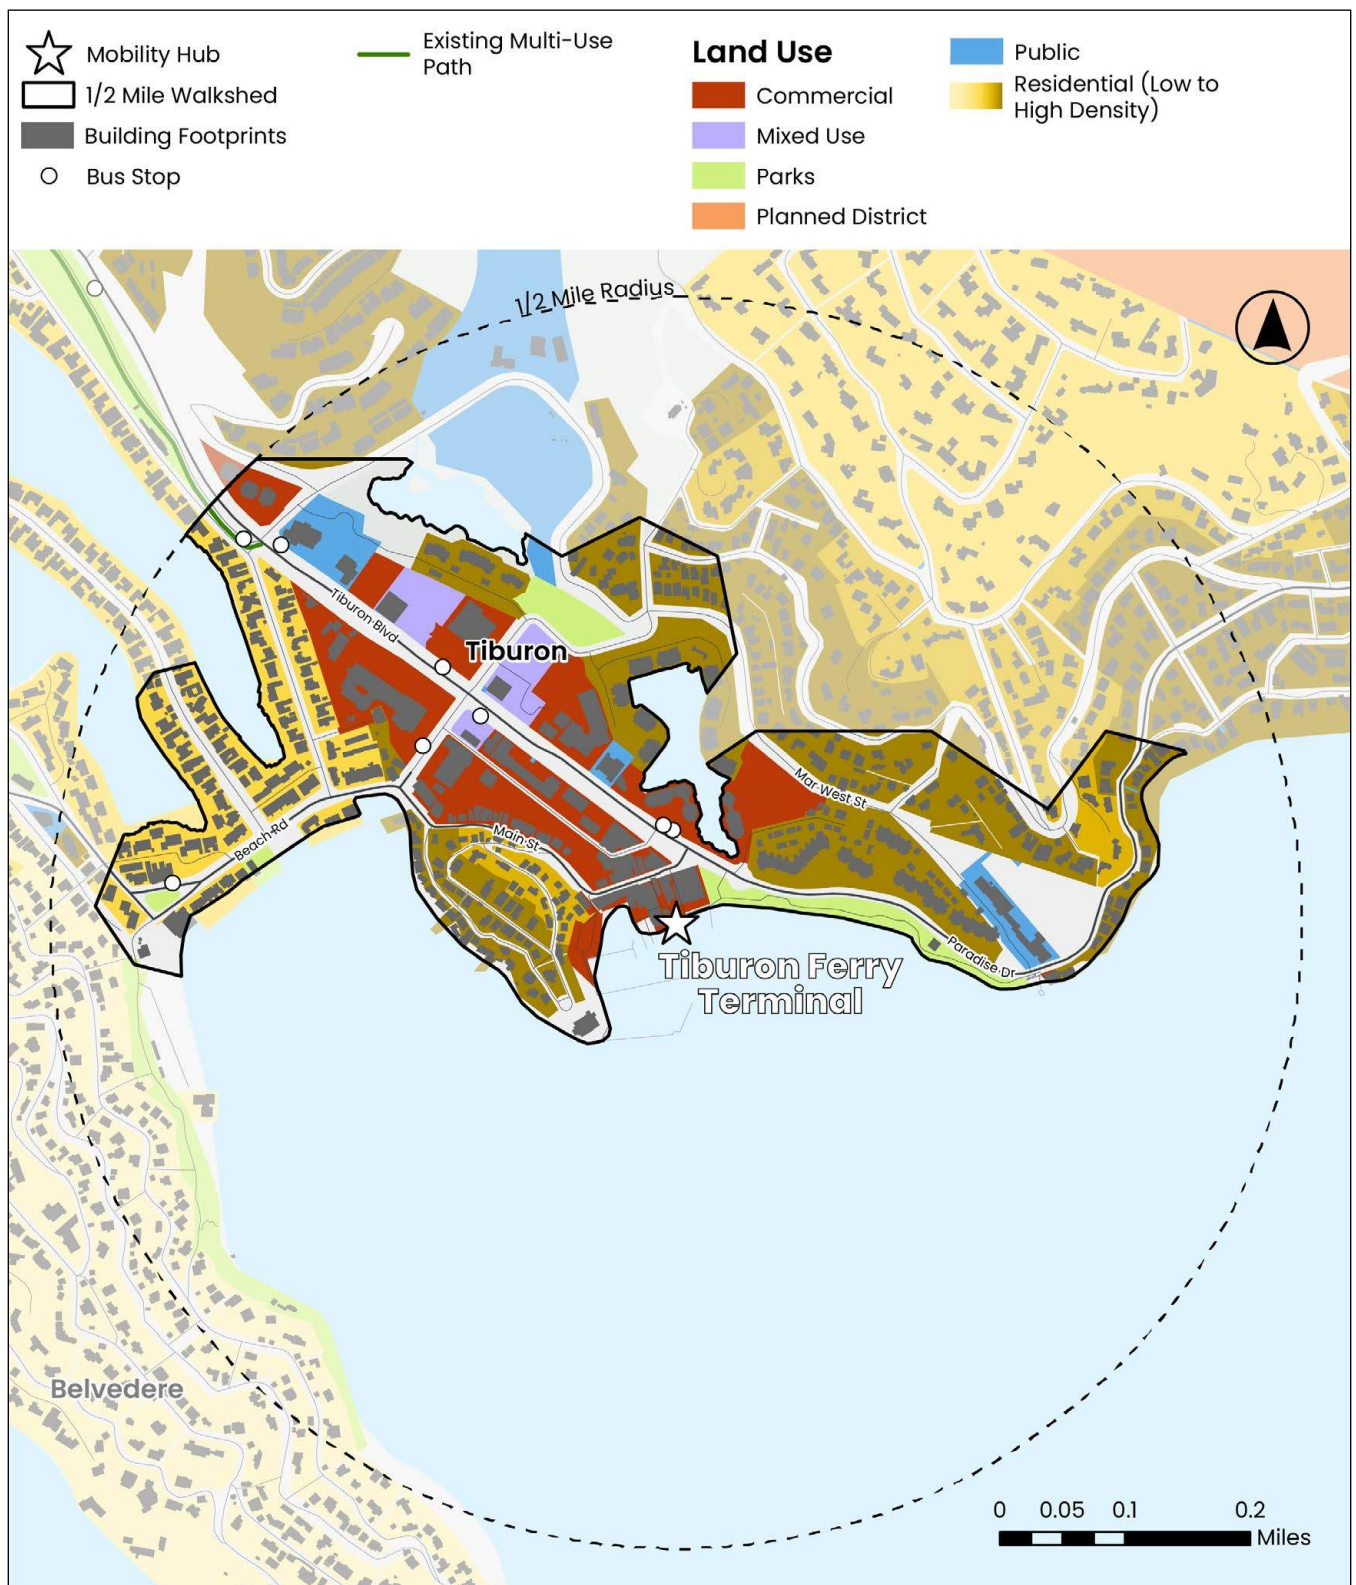 Mobility Hub
1/2 Mile Walkshed
Building Footprints
Bus Stop
Existing Multi-Use
Path
Land Use
Commercial
Mixed Use
Parks
Planned District
Public
Residential (Low to
High Density)
1/2 Mile Radius
Tiburon Blvd
Tiburon
Mar West St
Main St
Beach Rd
Paradise Dr
Tiburon Ferry
Terminal
Belvedere
0 0.05 0.1 0.2
Miles